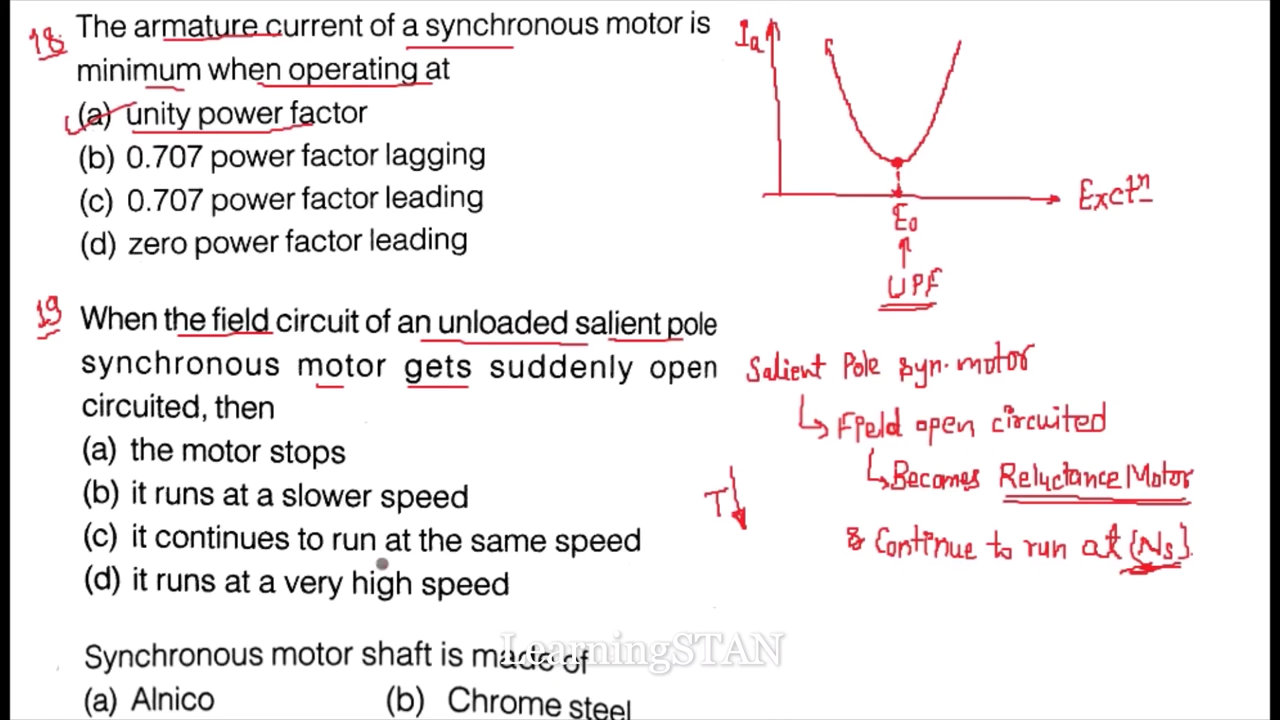 18. The armature current of a synchronous motor is
minimum when operating at
(a) unity power factor
(b) 0.707 power factor lagging
(c) 0.707 power factor leading
(d) zero power factor leading
Ia
Exctn
E0
UPF
19 When the field circuit of an unloaded salient pole
synchronous motor gets suddenly open
circuited, then
(a) the motor stops
(b) it runs at a slower speed
(c) it continues to run at the same speed
(d) it runs at a very high speed
Salient Pole syn. motor
Field open circuited
Becomes Reluctance Motor
T
& Continue to run at (Ns).
Synchronous motor shaft is made of
LearningSTAN
(a) Alnico (b) Chrome steel